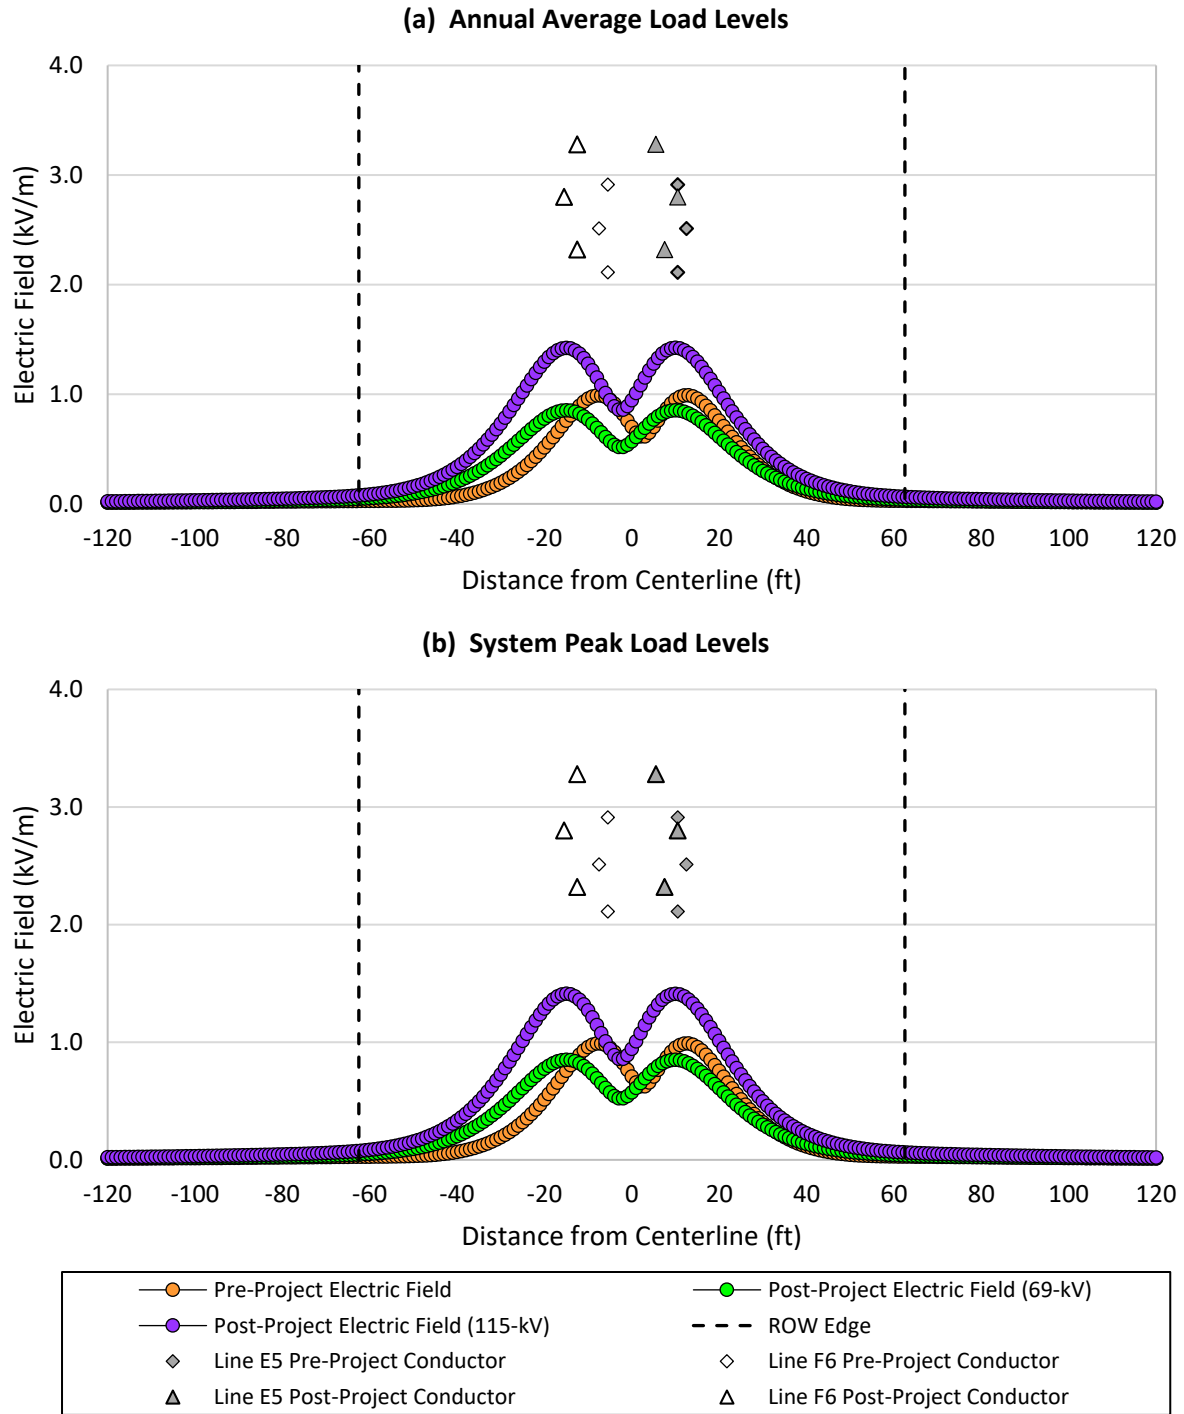 (a) Annual Average Load Levels
4.0
3.0
2.0
1.0
0.0
Electric Field (kV/m)
-120 -100 -80 -60 -40 -20 0 20 40 60 80 100 120
Distance from Centerline (ft)
(b) System Peak Load Levels
4.0
3.0
2.0
1.0
0.0
Electric Field (kV/m)
-120 -100 -80 -60 -40 -20 0 20 40 60 80 100 120
Distance from Centerline (ft)
Pre-Project Electric Field
Post-Project Electric Field (69-kV)
Post-Project Electric Field (115-kV)
ROW Edge
Line E5 Pre-Project Conductor
Line F6 Pre-Project Conductor
Line E5 Post-Project Conductor
Line F6 Post-Project Conductor